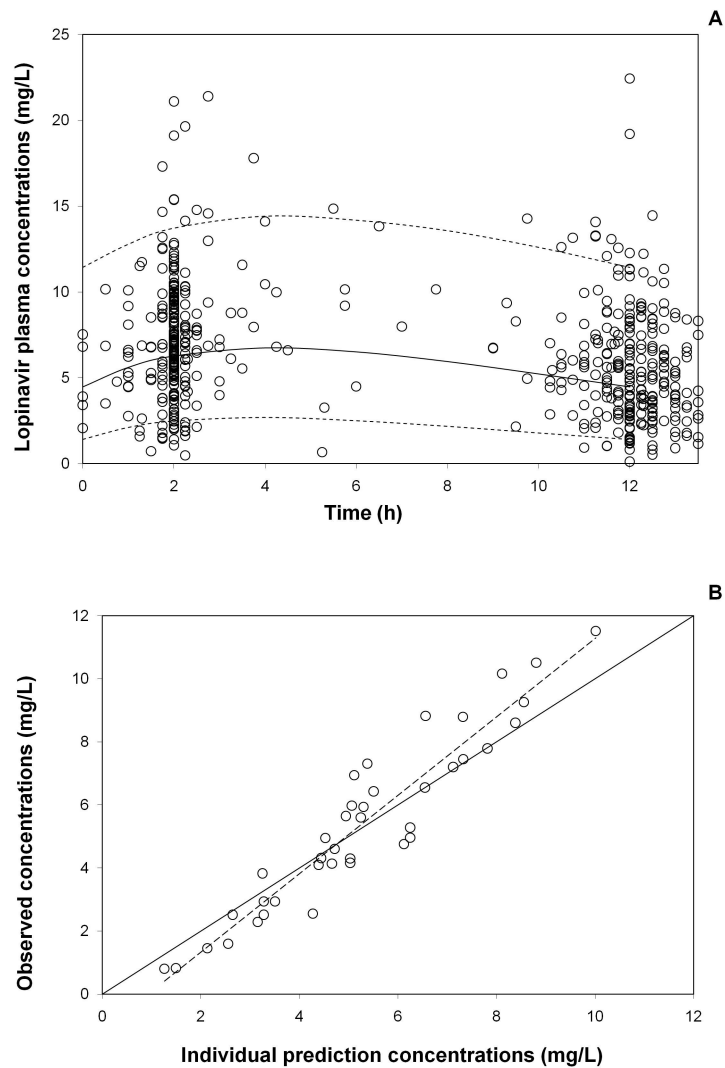 A
25
20
15
10
5
0
Lopinavir plasma concentrations (mg/L)
0 2 4 6 8 10 12
Time (h)
B
12
10
8
6
4
2
0
Observed concentrations (mg/L)
0 2 4 6 8 10 12
Individual prediction concentrations (mg/L)